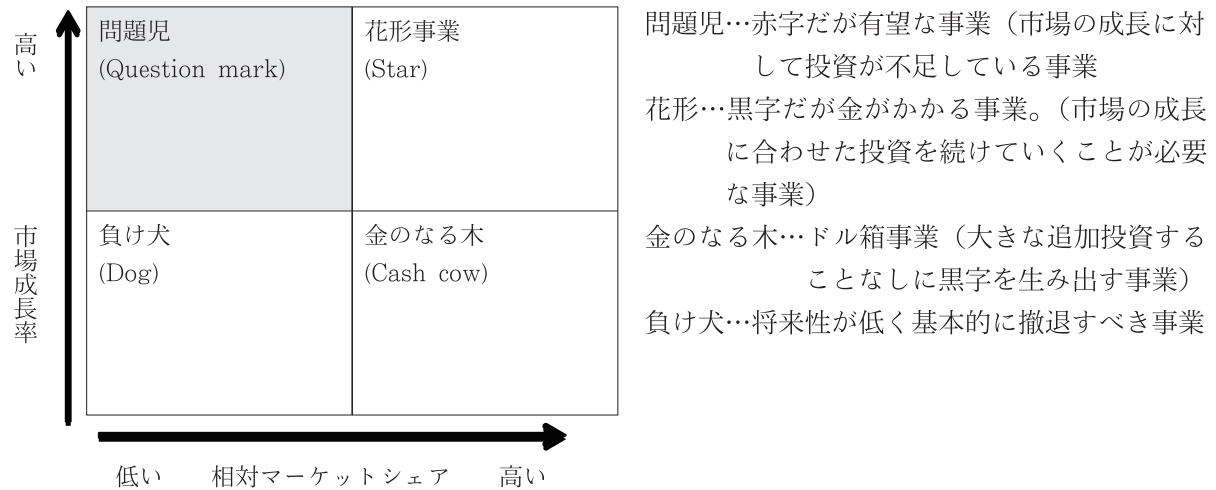 高い
市場成長率
問題児
(Question mark)
花形事業
(Star)
負け犬
(Dog)
金のなる木
(Cash cow)
低い 相対マーケットシェア 高い
問題児…赤字だが有望な事業（市場の成長に対
して投資が不足している事業
花形…黒字だが金がかかる事業。（市場の成長
に合わせた投資を続けていくことが必要
な事業）
金のなる木…ドル箱事業（大きな追加投資する
ことなしに黒字を生み出す事業）
負け犬…将来性が低く基本的に撤退すべき事業